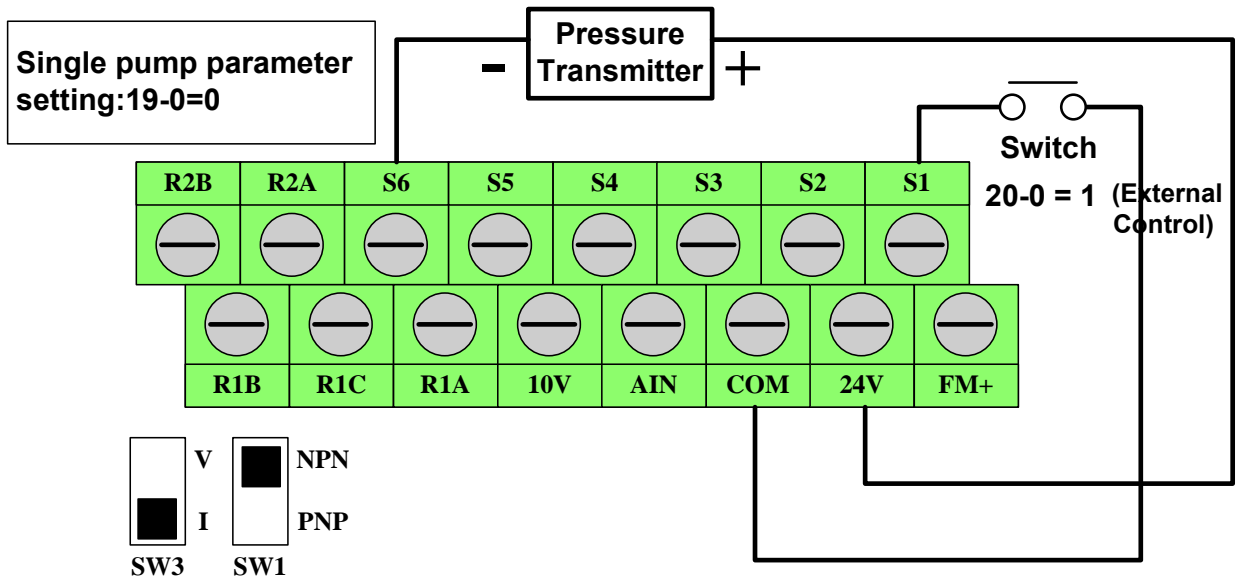 Single pump parameter
setting:19-0=0
Pressure
Transmitter
- +
Switch
20-0 = 1 (External
Control)
R2B R2A S6 S5 S4 S3 S2 S1
R1B R1C R1A 10V AIN COM 24V FM+
V NPN
I PNP
SW3 SW1